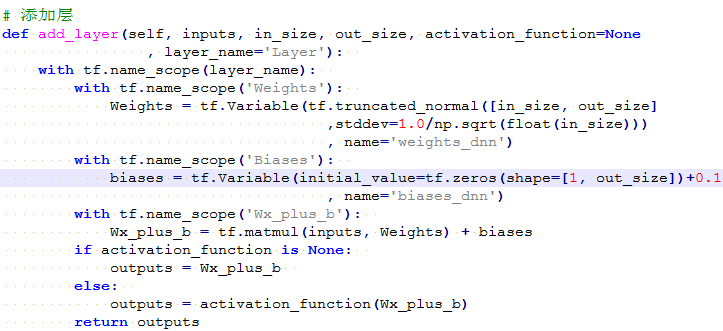 # 添加层
def add_layer(self, inputs, in_size, out_size, activation_function=None
, layer_name='Layer'):
with tf.name_scope(layer_name):
with tf.name_scope('Weights'):
Weights = tf.Variable(tf.truncated_normal([in_size, out_size]
,stddev=1.0/np.sqrt(float(in_size)))
, name='weights_dnn')
with tf.name_scope('Biases'):
biases = tf.Variable(initial_value=tf.zeros(shape=[1, out_size])+0.1
, name='biases_dnn')
with tf.name_scope('Wx_plus_b'):
Wx_plus_b = tf.matmul(inputs, Weights) + biases
if activation_function is None:
outputs = Wx_plus_b
else:
outputs = activation_function(Wx_plus_b)
return outputs